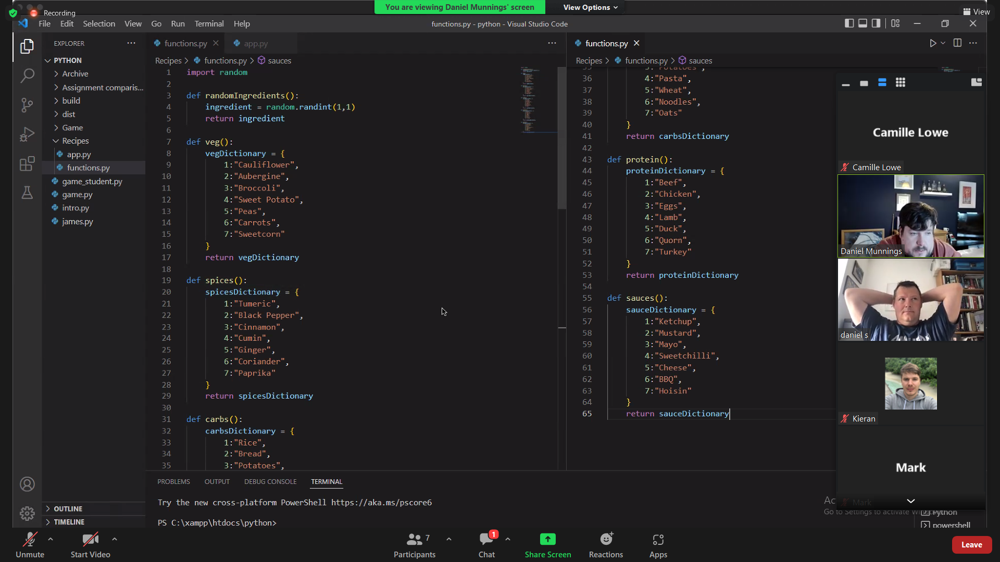 Recording
You are viewing Daniel Munnings' screen
View Options
View
File Edit Selection View Go Run Terminal Help
functions.py - python - Visual Studio Code
EXPLORER
PYTHON
Archive
Assignment comparis...
build
dist
Game
Recipes
app.py
functions.py
game_student.py
game.py
intro.py
james.py
OUTLINE
TIMELINE
functions.py
app.py
Recipes > functions.py > sauces
1 import random
2
3 def randomIngredients():
4 ingredient = random.randint(1,1)
5 return ingredient
6
7 def veg():
8 vegDictionary = {
9 1:"Cauliflower",
10 2:"Aubergine",
11 3:"Broccoli",
12 4:"Sweet Potato",
13 5:"Peas",
14 6:"Carrots",
15 7:"Sweetcorn"
16 }
17 return vegDictionary
18
19 def spices():
20 spicesDictionary = {
21 1:"Tumeric",
22 2:"Black Pepper",
23 3:"Cinnamon",
24 4:"Cumin",
25 5:"Ginger",
26 6:"Coriander",
27 7:"Paprika"
28 }
29 return spicesDictionary
30
31 def carbs():
32 carbsDictionary = {
33 1:"Rice",
34 2:"Bread",
35 3:"Potatoes",
functions.py
Recipes > functions.py > sauces
35 3:"Potatoes",
36 4:"Pasta",
37 5:"Wheat",
38 6:"Noodles",
39 7:"Oats"
40 }
41 return carbsDictionary
42
43 def protein():
44 proteinDictionary = {
45 1:"Beef",
46 2:"Chicken",
47 3:"Eggs",
48 4:"Lamb",
49 5:"Duck",
50 6:"Quorn",
51 7:"Turkey"
52 }
53 return proteinDictionary
54
55 def sauces():
56 sauceDictionary = {
57 1:"Ketchup",
58 2:"Mustard",
59 3:"Mayo",
60 4:"Sweetchilli",
61 5:"Cheese",
62 6:"BBQ",
63 7:"Hoisin"
64 }
65 return sauceDictionary
Camille Lowe
Camille Lowe
Daniel Munnings
daniel s
Kieran
Mark
Mark
PROBLEMS OUTPUT DEBUG CONSOLE TERMINAL
Try the new cross-platform PowerShell https://aka.ms/pscore6
PS C:\xampp\htdocs\python>
Ac
Go to Settings to activate
Python
powershell
Unmute
Start Video
7
Participants
1
Chat
Share Screen
Reactions
Apps
Leave